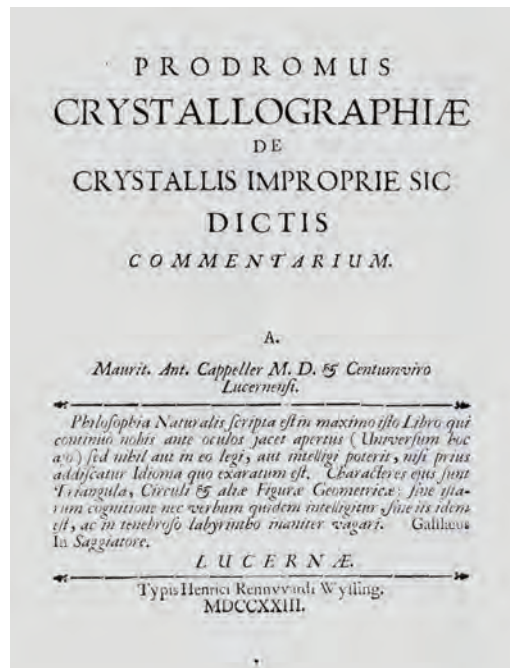 PRODROMUS
CRYSTALLOGRAPHIÆ
DE
CRYSTALLIS IMPROPRIE SIC
DICTIS
COMMENTARIUM.
A.
Maurit. Ant. Cappeller M. D. & Centumviro
Lucernenſi.
Philoſophia Naturalis ſcripta eſt in maximo iſto Libro qui
continuo nobis ante oculos jacet apertus (Univerſum hoc
ajo) ſed nihil aut in eo legi, aut intelligi poterit, niſi prius
addiſcatur Idioma quo exaratum eſt. Characteres ejus ſunt
Triangula, Circuli & aliæ Figuræ Geometricæ; ſine iſta-
rum cognitione nec verbum quidem intelligitur, ſine iis idem
eſt, ac in tenebroſo labyrintho inaniter vagari. Galilæus
In Saggiatore.
LUCERNÆ.
Typis Henrici Wyſſing.
MDCCXXIII.